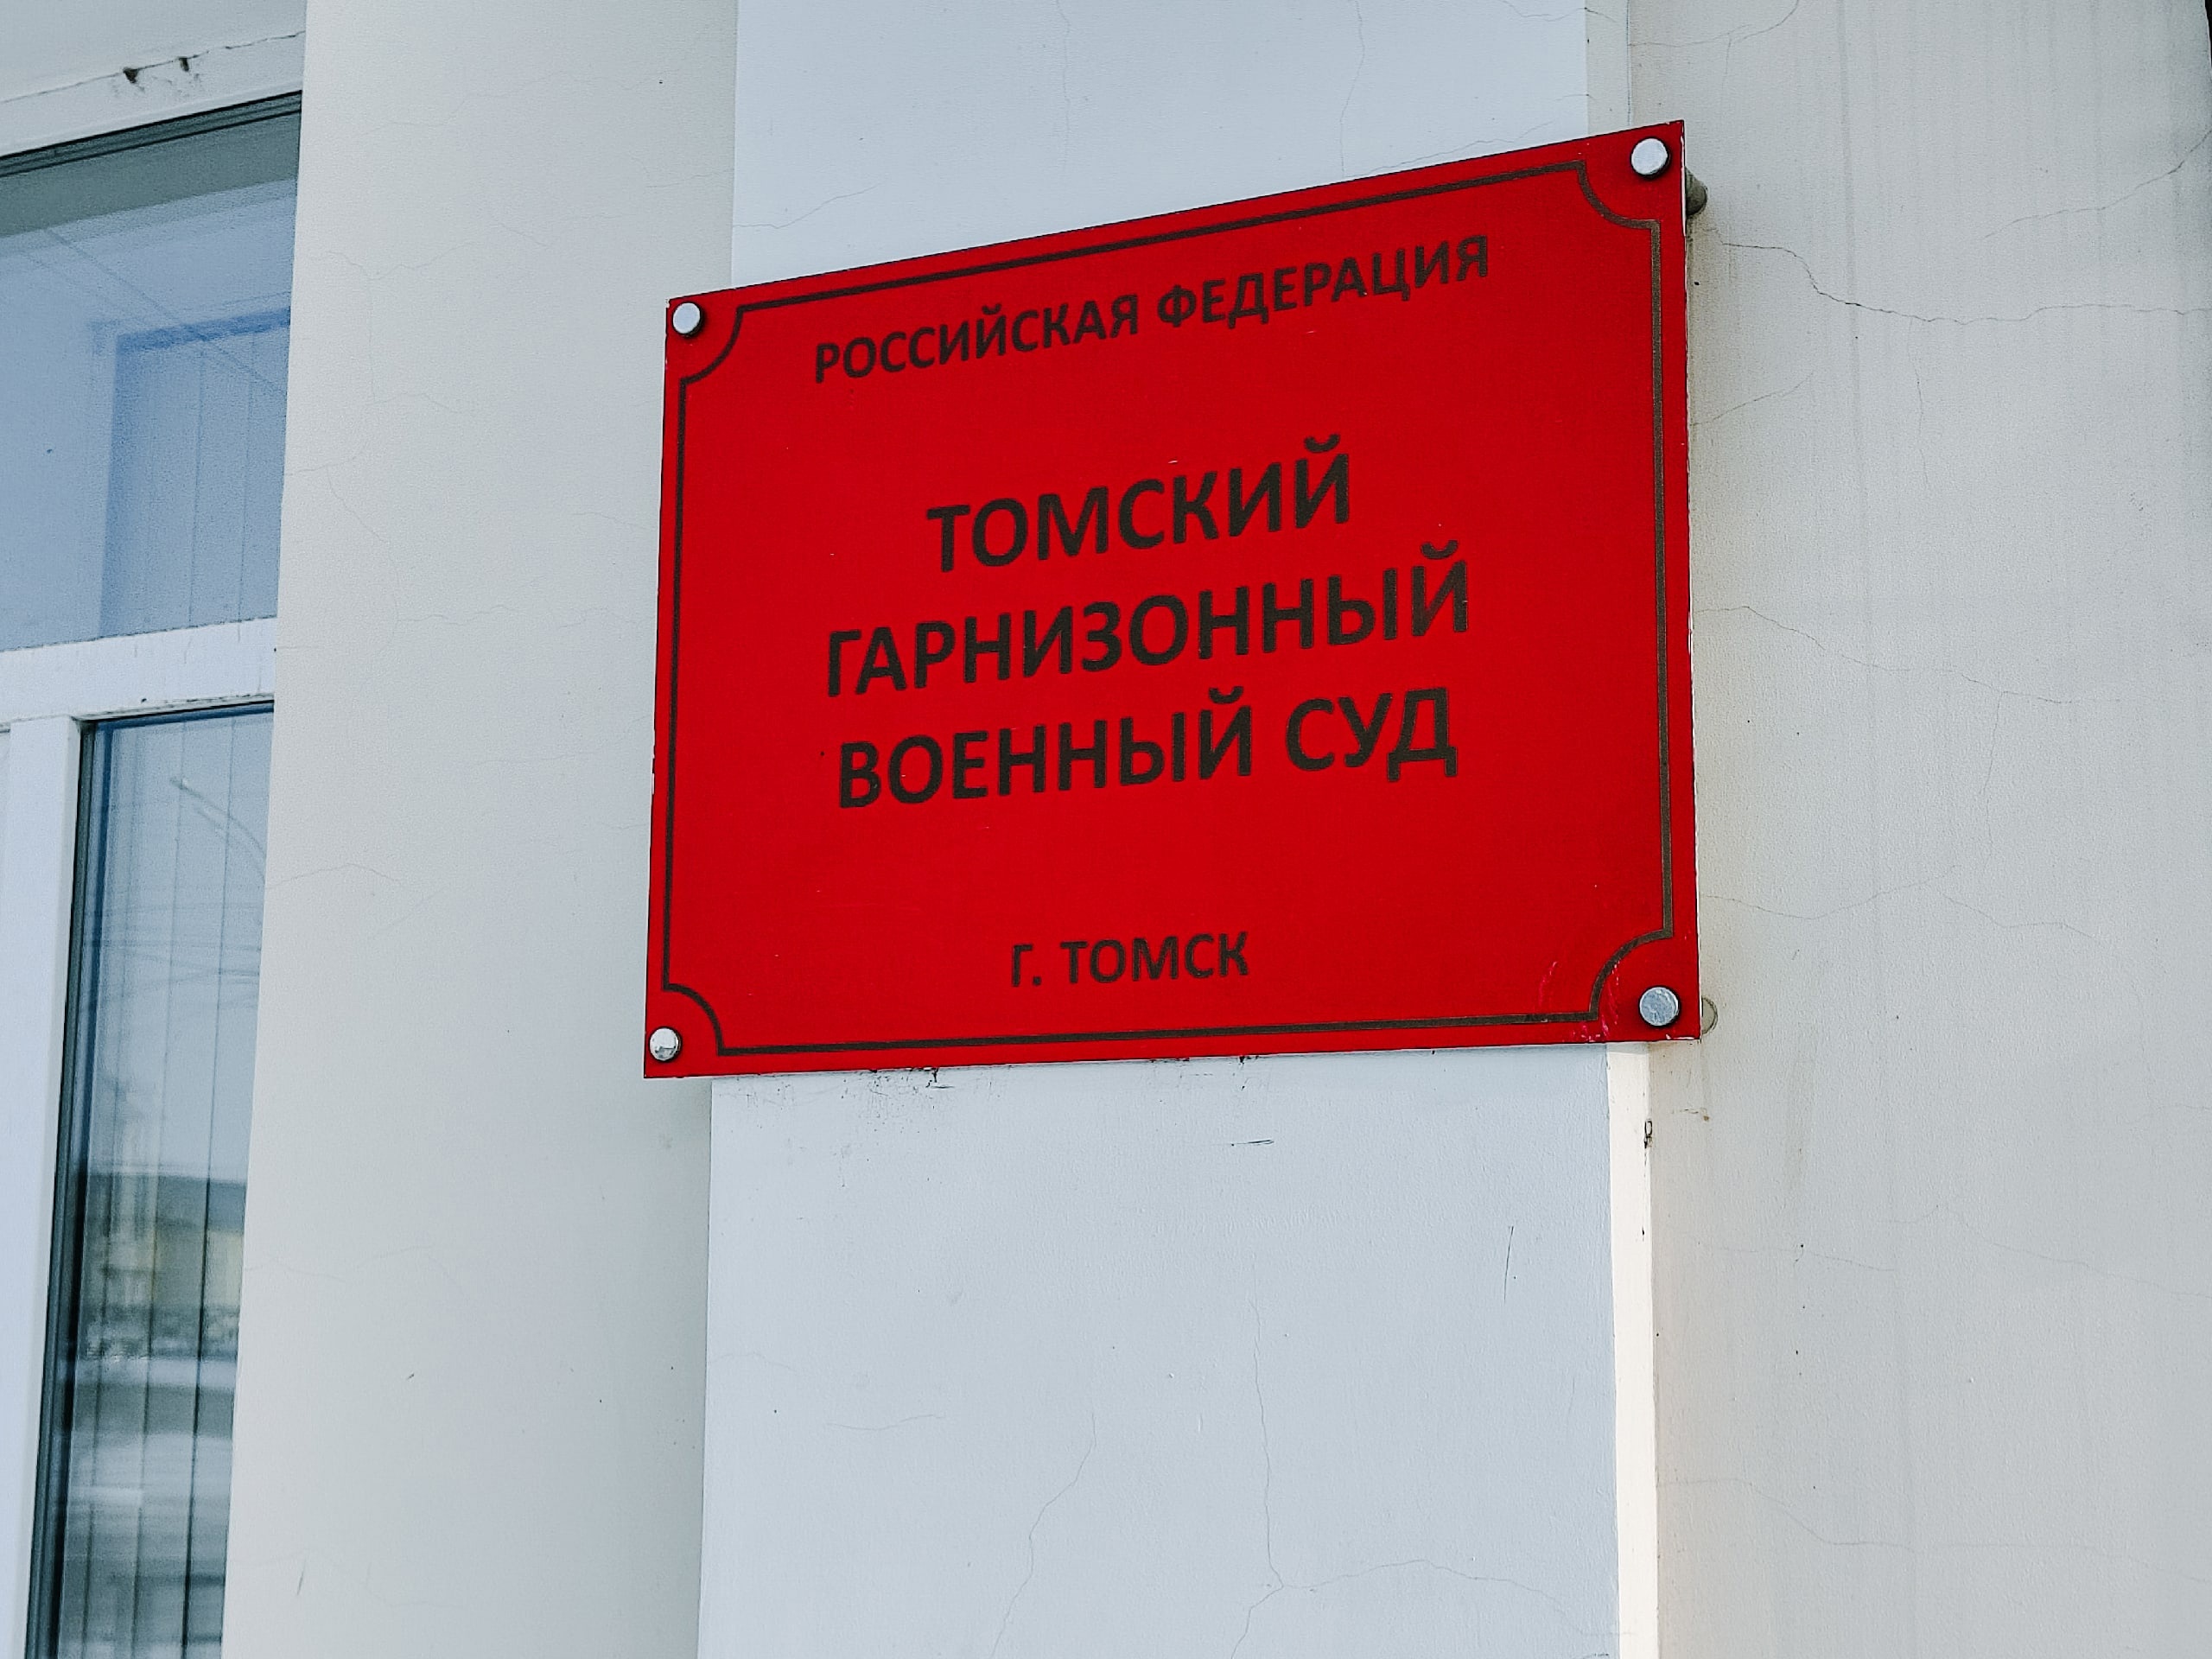 РОССИЙСКАЯ ФЕДЕРАЦИЯ
ТОМСКИЙ
ГАРНИЗОННЫЙ
ВОЕННЫЙ СУД
Г. ТОМСК